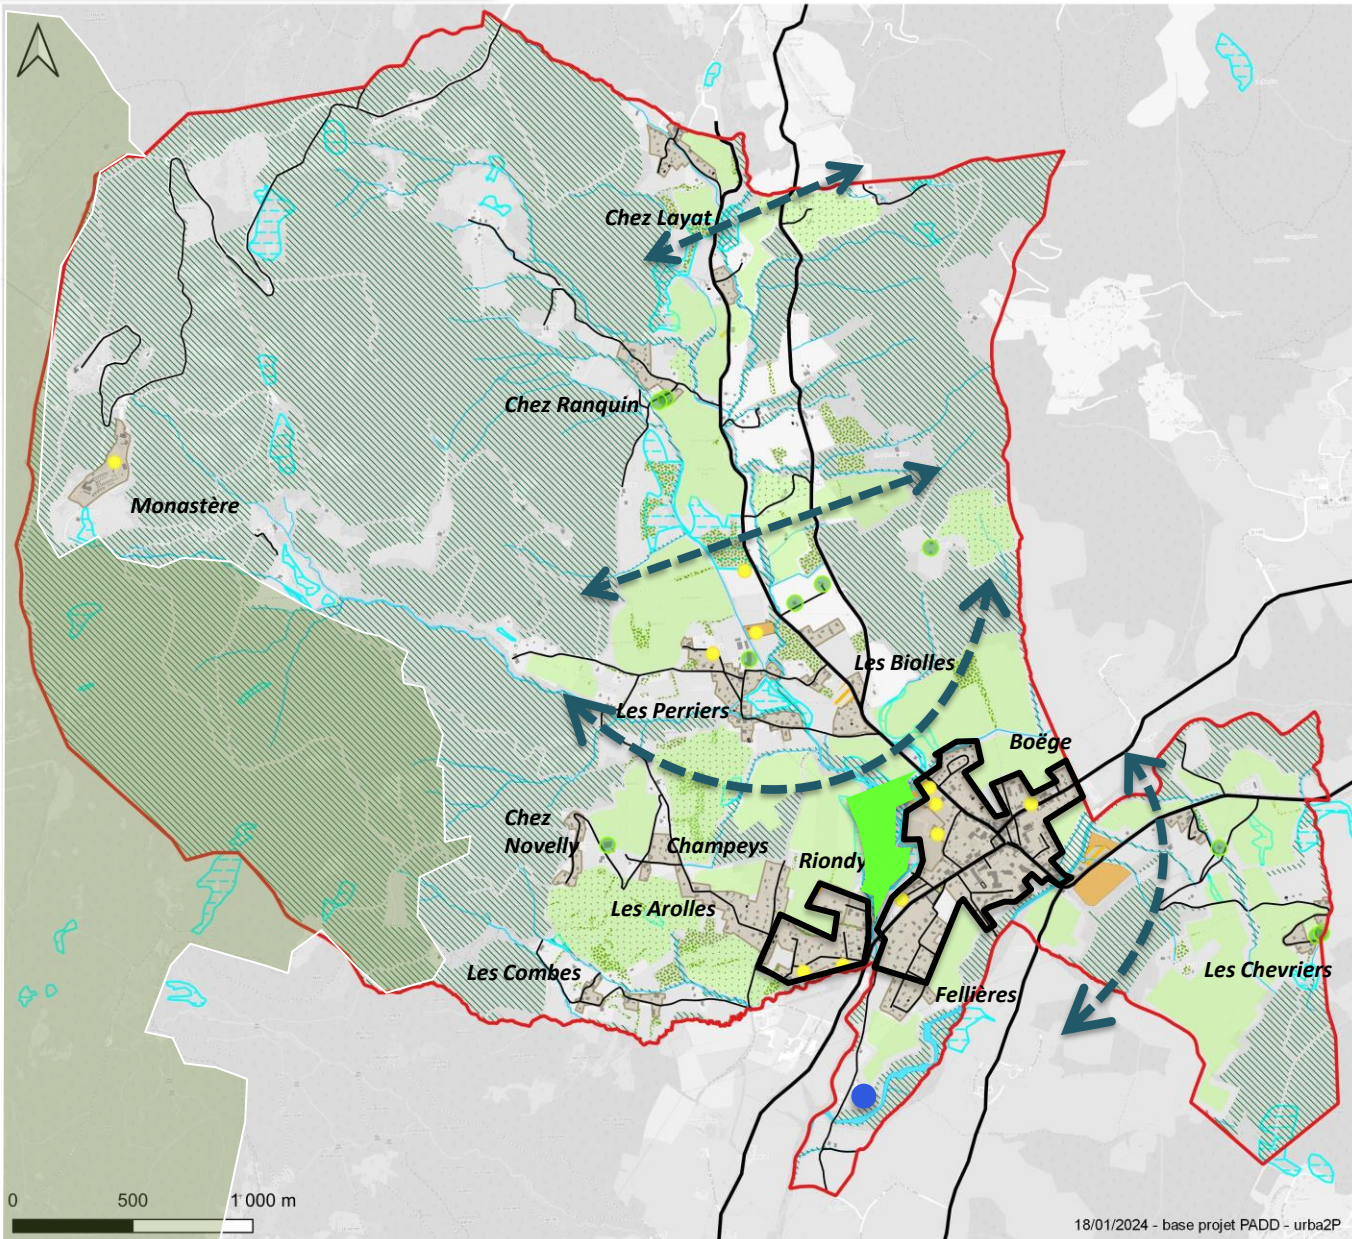 Chez Layat
Chez Ranquin
Monastère
Les Biolles
Les Perriers
Boëge
Chez
Novelly
Champeys
Riondy
Les Arolles
Les Combes
Les Chevriers
Fellières
0 500 1 000 m
18/01/2024 - base projet PADD - urba2P